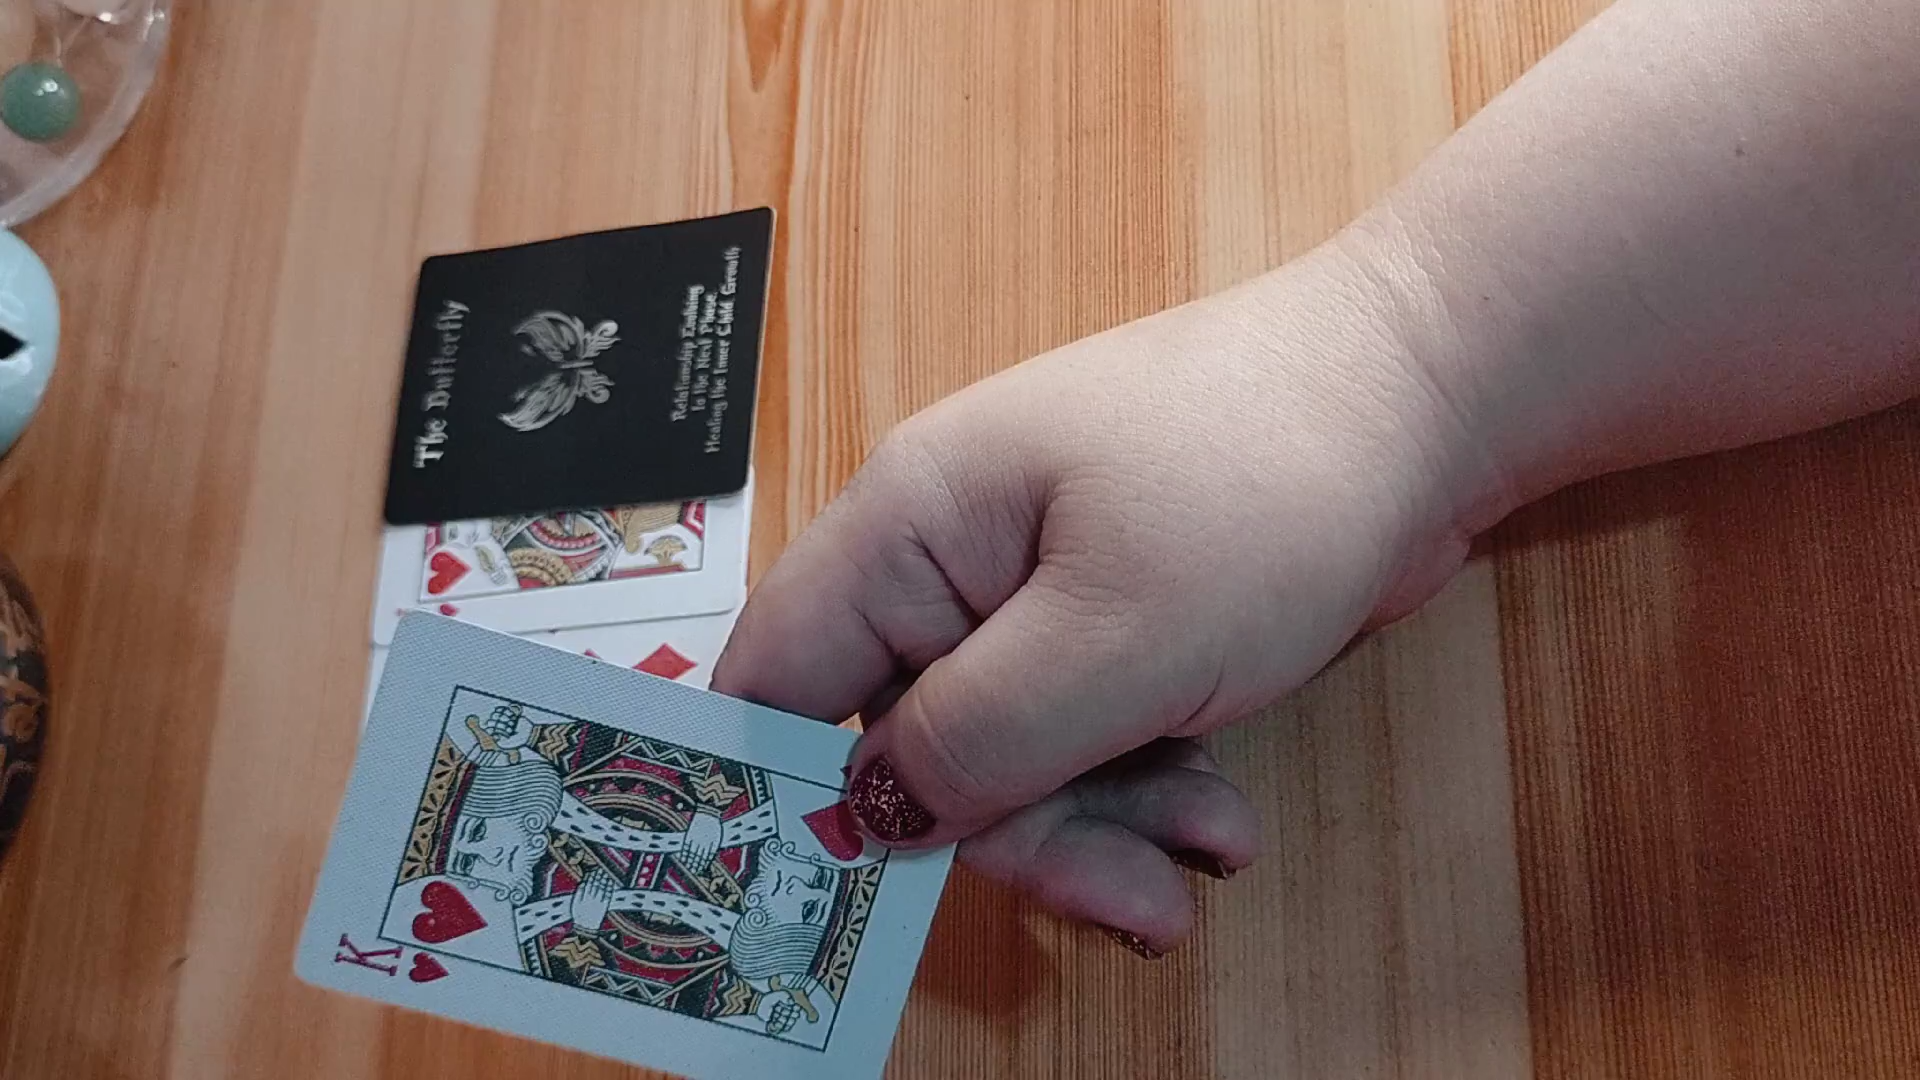 The Butterfly
Relationship Ending
to the Next Phase
Healing the Inner Child Growth
K